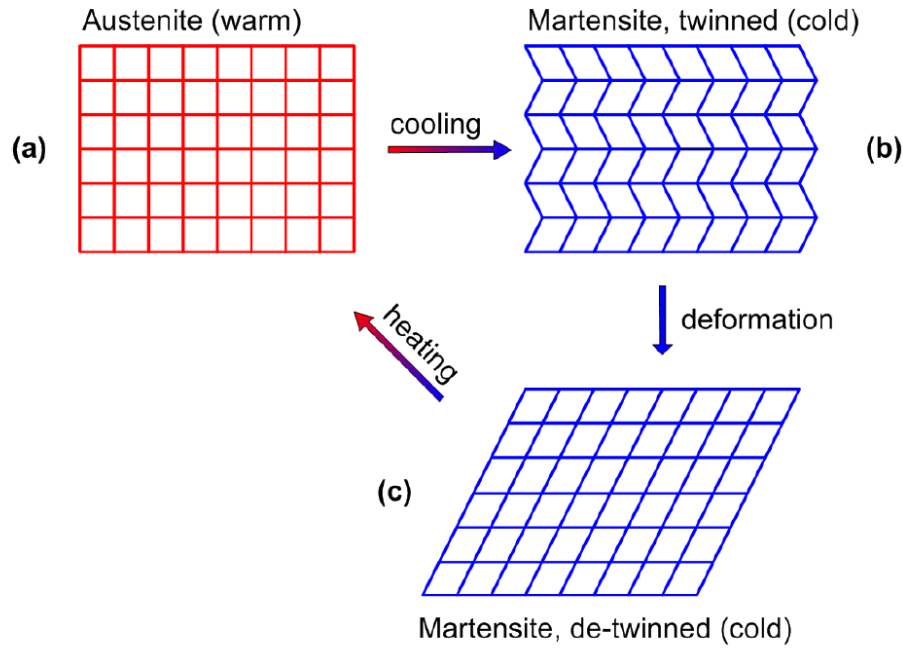 Austenite (warm)
Martensite, twinned (cold)
(a)
cooling
(b)
heating
deformation
(c)
Martensite, de-twinned (cold)